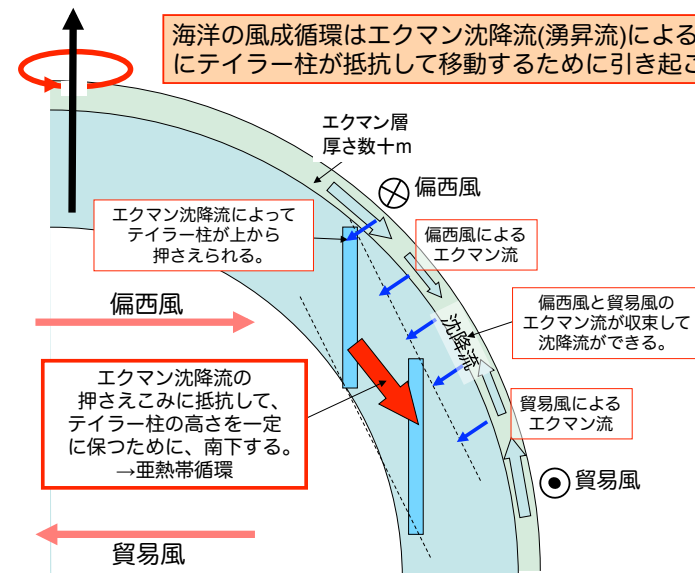 海洋の風成循環はエクマン沈降流(湧昇流)による
にテイラー柱が抵抗して移動するために引き起こ
エクマン層
厚さ数十m
偏西風
エクマン沈降流によって
テイラー柱が上から
押さえられる。
偏西風による
エクマン流
偏西風
沈降流
偏西風と貿易風の
エクマン流が収束して
沈降流ができる。
エクマン沈降流の
押さえこみに抵抗して、
テイラー柱の高さを一定
に保つために、南下する。
→亜熱帯循環
貿易風による
エクマン流
貿易風
貿易風